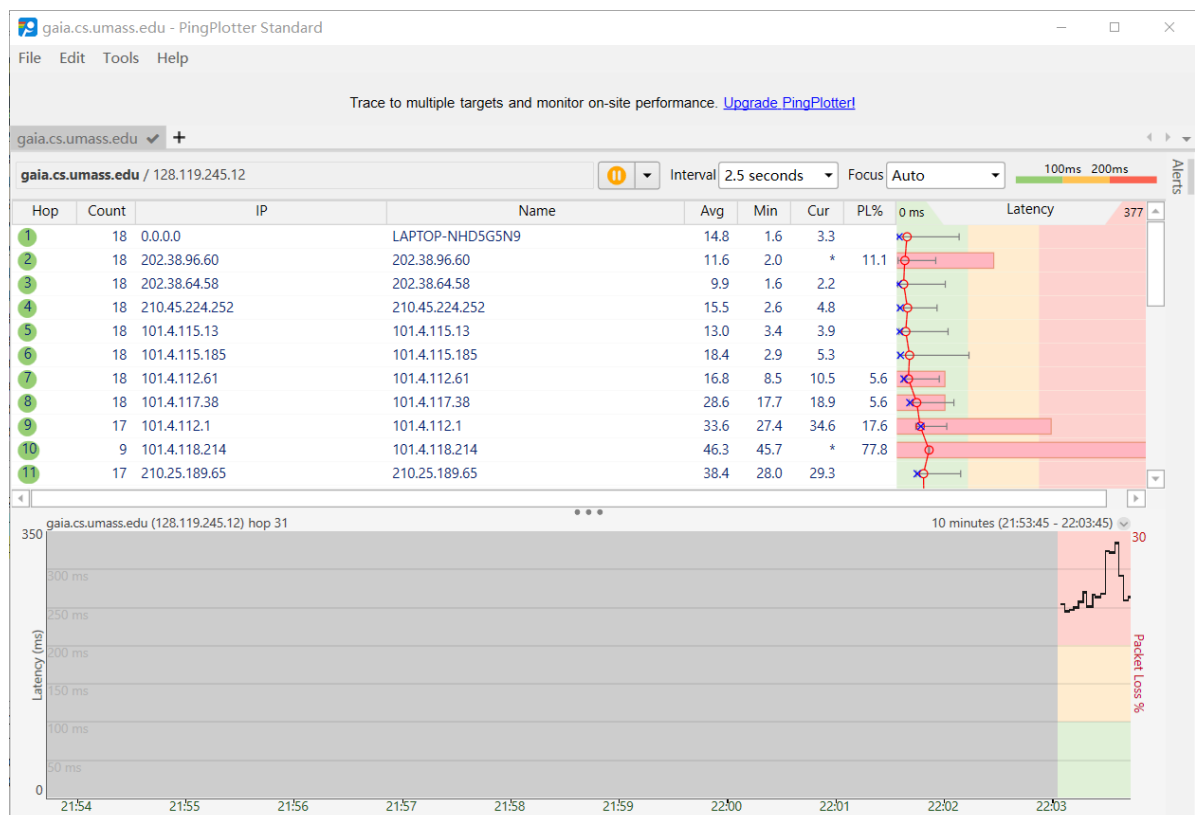 gaia.cs.umass.edu - PingPlotter Standard
File Edit Tools Help
Trace to multiple targets and monitor on-site performance. Upgrade PingPlotter!
gaia.cs.umass.edu
gaia.cs.umass.edu / 128.119.245.12 Interval 2.5 seconds Focus Auto 100ms 200ms Alerts
Hop Count IP Name Avg Min Cur PL% 0 ms Latency 377
1 18 0.0.0.0 LAPTOP-NHD5G5N9 14.8 1.6 3.3
2 18 202.38.96.60 202.38.96.60 11.6 2.0 * 11.1
3 18 202.38.64.58 202.38.64.58 9.9 1.6 2.2
4 18 210.45.224.252 210.45.224.252 15.5 2.6 4.8
5 18 101.4.115.13 101.4.115.13 13.0 3.4 3.9
6 18 101.4.115.185 101.4.115.185 18.4 2.9 5.3
7 18 101.4.112.61 101.4.112.61 16.8 8.5 10.5 5.6
8 18 101.4.117.38 101.4.117.38 28.6 17.7 18.9 5.6
9 17 101.4.112.1 101.4.112.1 33.6 27.4 34.6 17.6
10 9 101.4.118.214 101.4.118.214 46.3 45.7 * 77.8
11 17 210.25.189.65 210.25.189.65 38.4 28.0 29.3
gaia.cs.umass.edu (128.119.245.12) hop 31 10 minutes (21:53:45 - 22:03:45)
350 30
300 ms
250 ms
200 ms
150 ms
100 ms
50 ms
0
Latency (ms)
Packet Loss %
21:54 21:55 21:56 21:57 21:58 21:59 22:00 22:01 22:02 22:03